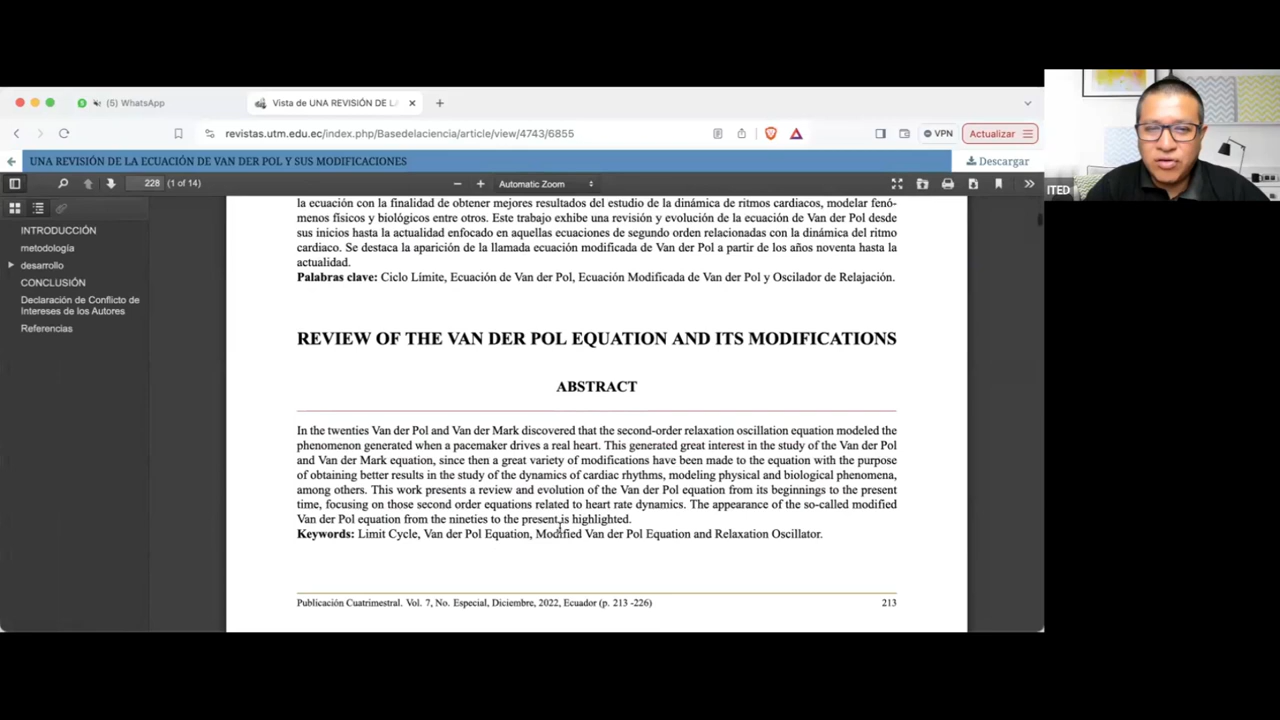 (5) WhatsApp
Vista de UNA REVISIÓN DE L
revistas.utm.edu.ec/index.php/Basedelaciencia/article/view/4743/6855
VPN
Actualizar
UNA REVISIÓN DE LA ECUACIÓN DE VAN DER POL Y SUS MODIFICACIONES
Descargar
228 (1 of 14)
Automatic Zoom
INTRODUCCIÓN
metodología
desarrollo
CONCLUSIÓN
Declaración de Conflicto de
Intereses de los Autores
Referencias
la ecuación con la finalidad de obtener mejores resultados del estudio de la dinámica de ritmos cardiacos, modelar fenó-
menos físicos y biológicos entre otros. Este trabajo exhibe una revisión y evolución de la ecuación de Van der Pol desde
sus inicios hasta la actualidad enfocado en aquellas ecuaciones de segundo orden relacionadas con la dinámica del ritmo
cardiaco. Se destaca la aparición de la llamada ecuación modificada de Van der Pol a partir de los años noventa hasta la
actualidad.
Palabras clave: Ciclo Límite, Ecuación de Van der Pol, Ecuación Modificada de Van der Pol y Oscilador de Relajación.
REVIEW OF THE VAN DER POL EQUATION AND ITS MODIFICATIONS
ABSTRACT
In the twenties Van der Pol and Van der Mark discovered that the second-order relaxation oscillation equation modeled the
phenomenon generated when a pacemaker drives a real heart. This generated great interest in the study of the Van der Pol
and Van der Mark equation, since then a great variety of modifications have been made to the equation with the purpose
of obtaining better results in the study of the dynamics of cardiac rhythms, modeling physical and biological phenomena,
among others. This work presents a review and evolution of the Van der Pol equation from its beginnings to the present
time, focusing on those second order equations related to heart rate dynamics. The appearance of the so-called modified
Van der Pol equation from the nineties to the present is highlighted.
Keywords: Limit Cycle, Van der Pol Equation, Modified Van der Pol Equation and Relaxation Oscillator.
Publicación Cuatrimestral. Vol. 7, No. Especial, Diciembre, 2022, Ecuador (p. 213 -226)
213
ITED